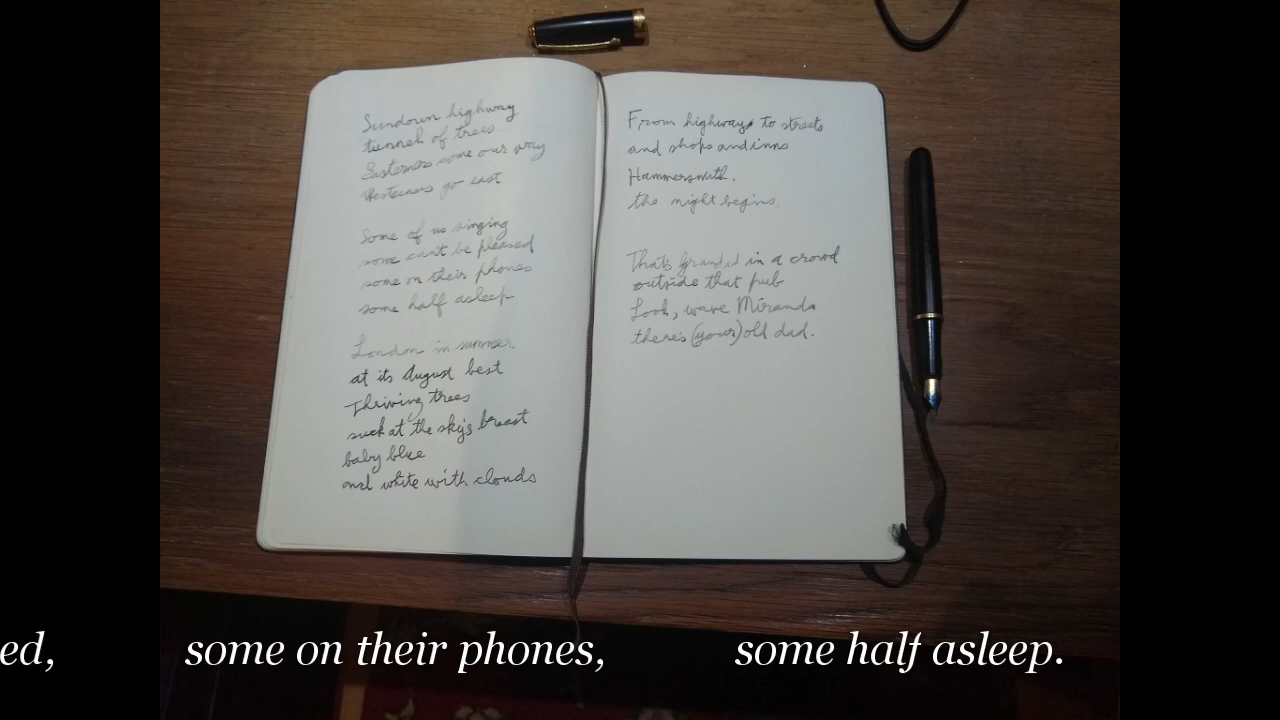 Sundown highway
tunnel of trees
Easterners come our way
Westerners go east
Some of us singing
some can't be pleased
some on their phones
some half asleep
London in summer,
at its August best
Thriving trees
suck at the sky's breast
baby blue
and white with clouds
From highways to streets
and shops and inns
Hammersmith,
the night begins.
That's Grandad in a crowd
outside that pub
Look, wave Miranda
there's (your) old dad.
ed, some on their phones, some half asleep.